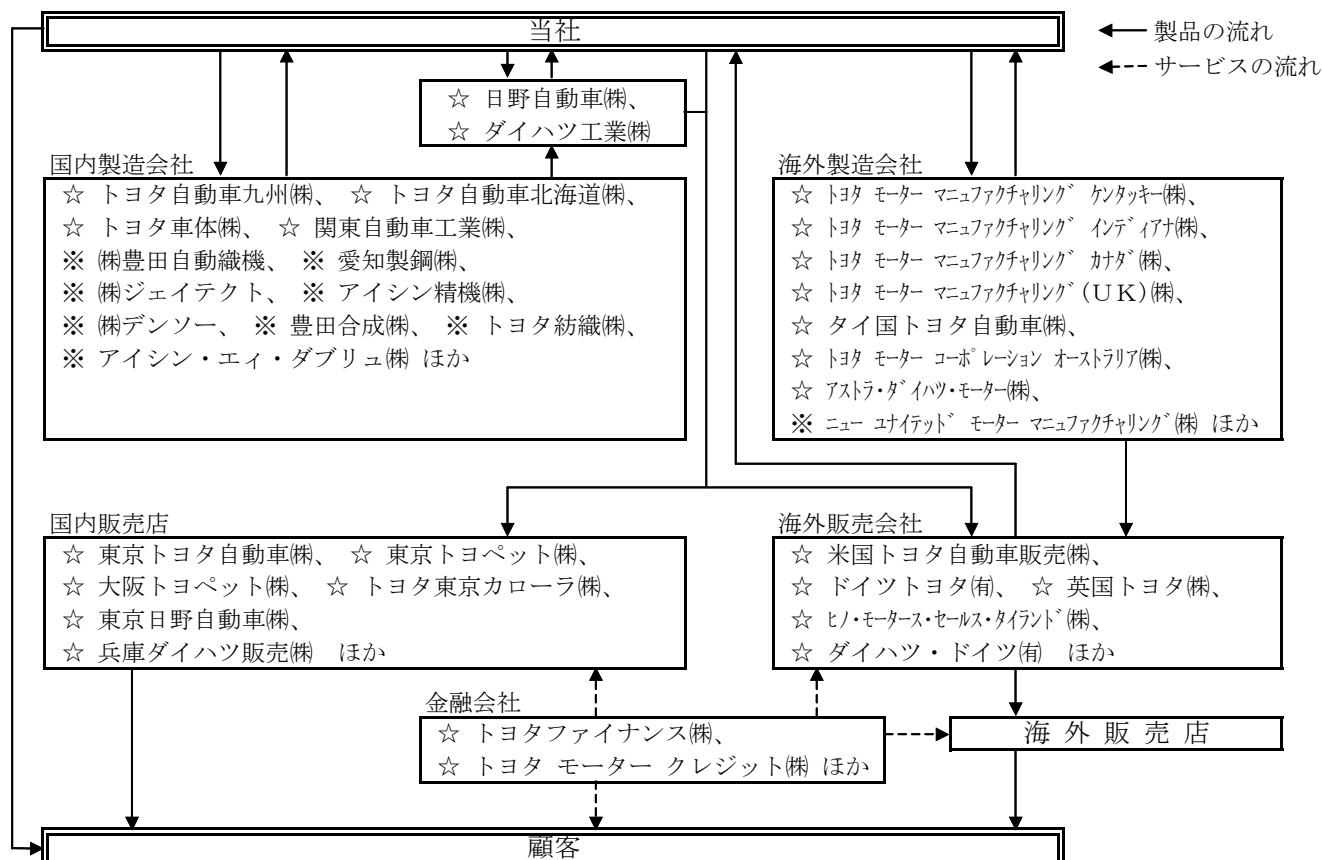 当社
製品の流れ
サービスの流れ
☆ 日野自動車㈱、
☆ ダイハツ工業㈱
国内製造会社
☆ トヨタ自動車九州㈱、 ☆ トヨタ自動車北海道㈱、
☆ トヨタ車体㈱、 ☆ 関東自動車工業㈱、
※ ㈱豊田自動織機、 ※ 愛知製鋼㈱、
※ ㈱ジェイテクト、 ※ アイシン精機㈱、
※ ㈱デンソー、 ※ 豊田合成㈱、 ※ トヨタ紡織㈱、
※ アイシン・エィ・ダブリュ㈱ ほか
海外製造会社
☆ ﾄﾖﾀ ﾓｰﾀｰ ﾏﾆｭﾌｧｸﾁｬﾘﾝｸﾞ ｹﾝﾀｯｷｰ㈱、
☆ ﾄﾖﾀ ﾓｰﾀｰ ﾏﾆｭﾌｧｸﾁｬﾘﾝｸﾞ ｲﾝﾃﾞｨｱﾅ㈱、
☆ ﾄﾖﾀ ﾓｰﾀｰ ﾏﾆｭﾌｧｸﾁｬﾘﾝｸﾞ ｶﾅﾀﾞ㈱、
☆ ﾄﾖﾀ ﾓｰﾀｰ ﾏﾆｭﾌｧｸﾁｬﾘﾝｸﾞ(ＵＫ)㈱、
☆ タイ国トヨタ自動車㈱、
☆ ﾄﾖﾀ ﾓｰﾀｰ ｺｰﾎﾟﾚｰｼｮﾝ ｵｰｽﾄﾗﾘｱ㈱、
☆ ｱｽﾄﾗ・ﾀﾞｲﾊﾂ・ﾓｰﾀｰ㈱、
※ ﾆｭｰ ﾕﾅｲﾃｯﾄﾞ ﾓｰﾀｰ ﾏﾆｭﾌｧｸﾁｬﾘﾝｸﾞ㈱ ほか
国内販売店
☆ 東京トヨタ自動車㈱、 ☆ 東京トヨペット㈱、
☆ 大阪トヨペット㈱、 ☆ トヨタ東京カローラ㈱、
☆ 東京日野自動車㈱、
☆ 兵庫ダイハツ販売㈱ ほか
海外販売会社
☆ 米国トヨタ自動車販売㈱、
☆ ドイツトヨタ㈲、 ☆ 英国トヨタ㈱、
☆ ﾋﾉ・ﾓｰﾀｰｽ・ｾｰﾙｽ・ﾀｲﾗﾝﾄﾞ㈱、
☆ ダイハツ・ドイツ㈲ ほか
金融会社
☆ トヨタファイナンス㈱、
☆ トヨタ モーター クレジット㈱ ほか
海 外 販 売 店
顧客